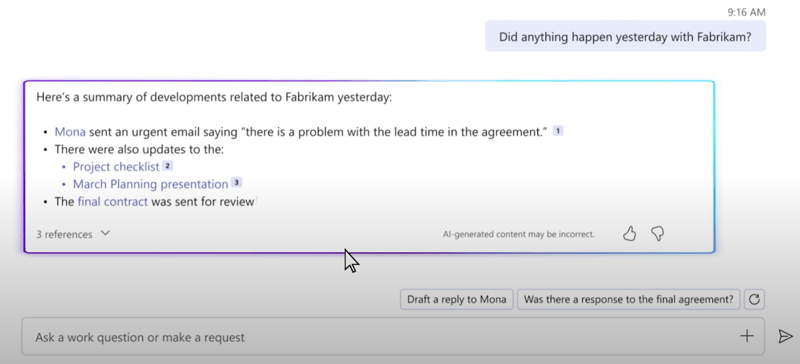 9:16 AM
Did anything happen yesterday with Fabrikam?
Here's a summary of developments related to Fabrikam yesterday:
• Mona sent an urgent email saying "there is a problem with the lead time in the agreement." 1
• There were also updates to the:
• Project checklist 2
• March Planning presentation 3
• The final contract was sent for review
3 references
AI-generated content may be incorrect.
Draft a reply to Mona
Was there a response to the final agreement?
Ask a work question or make a request